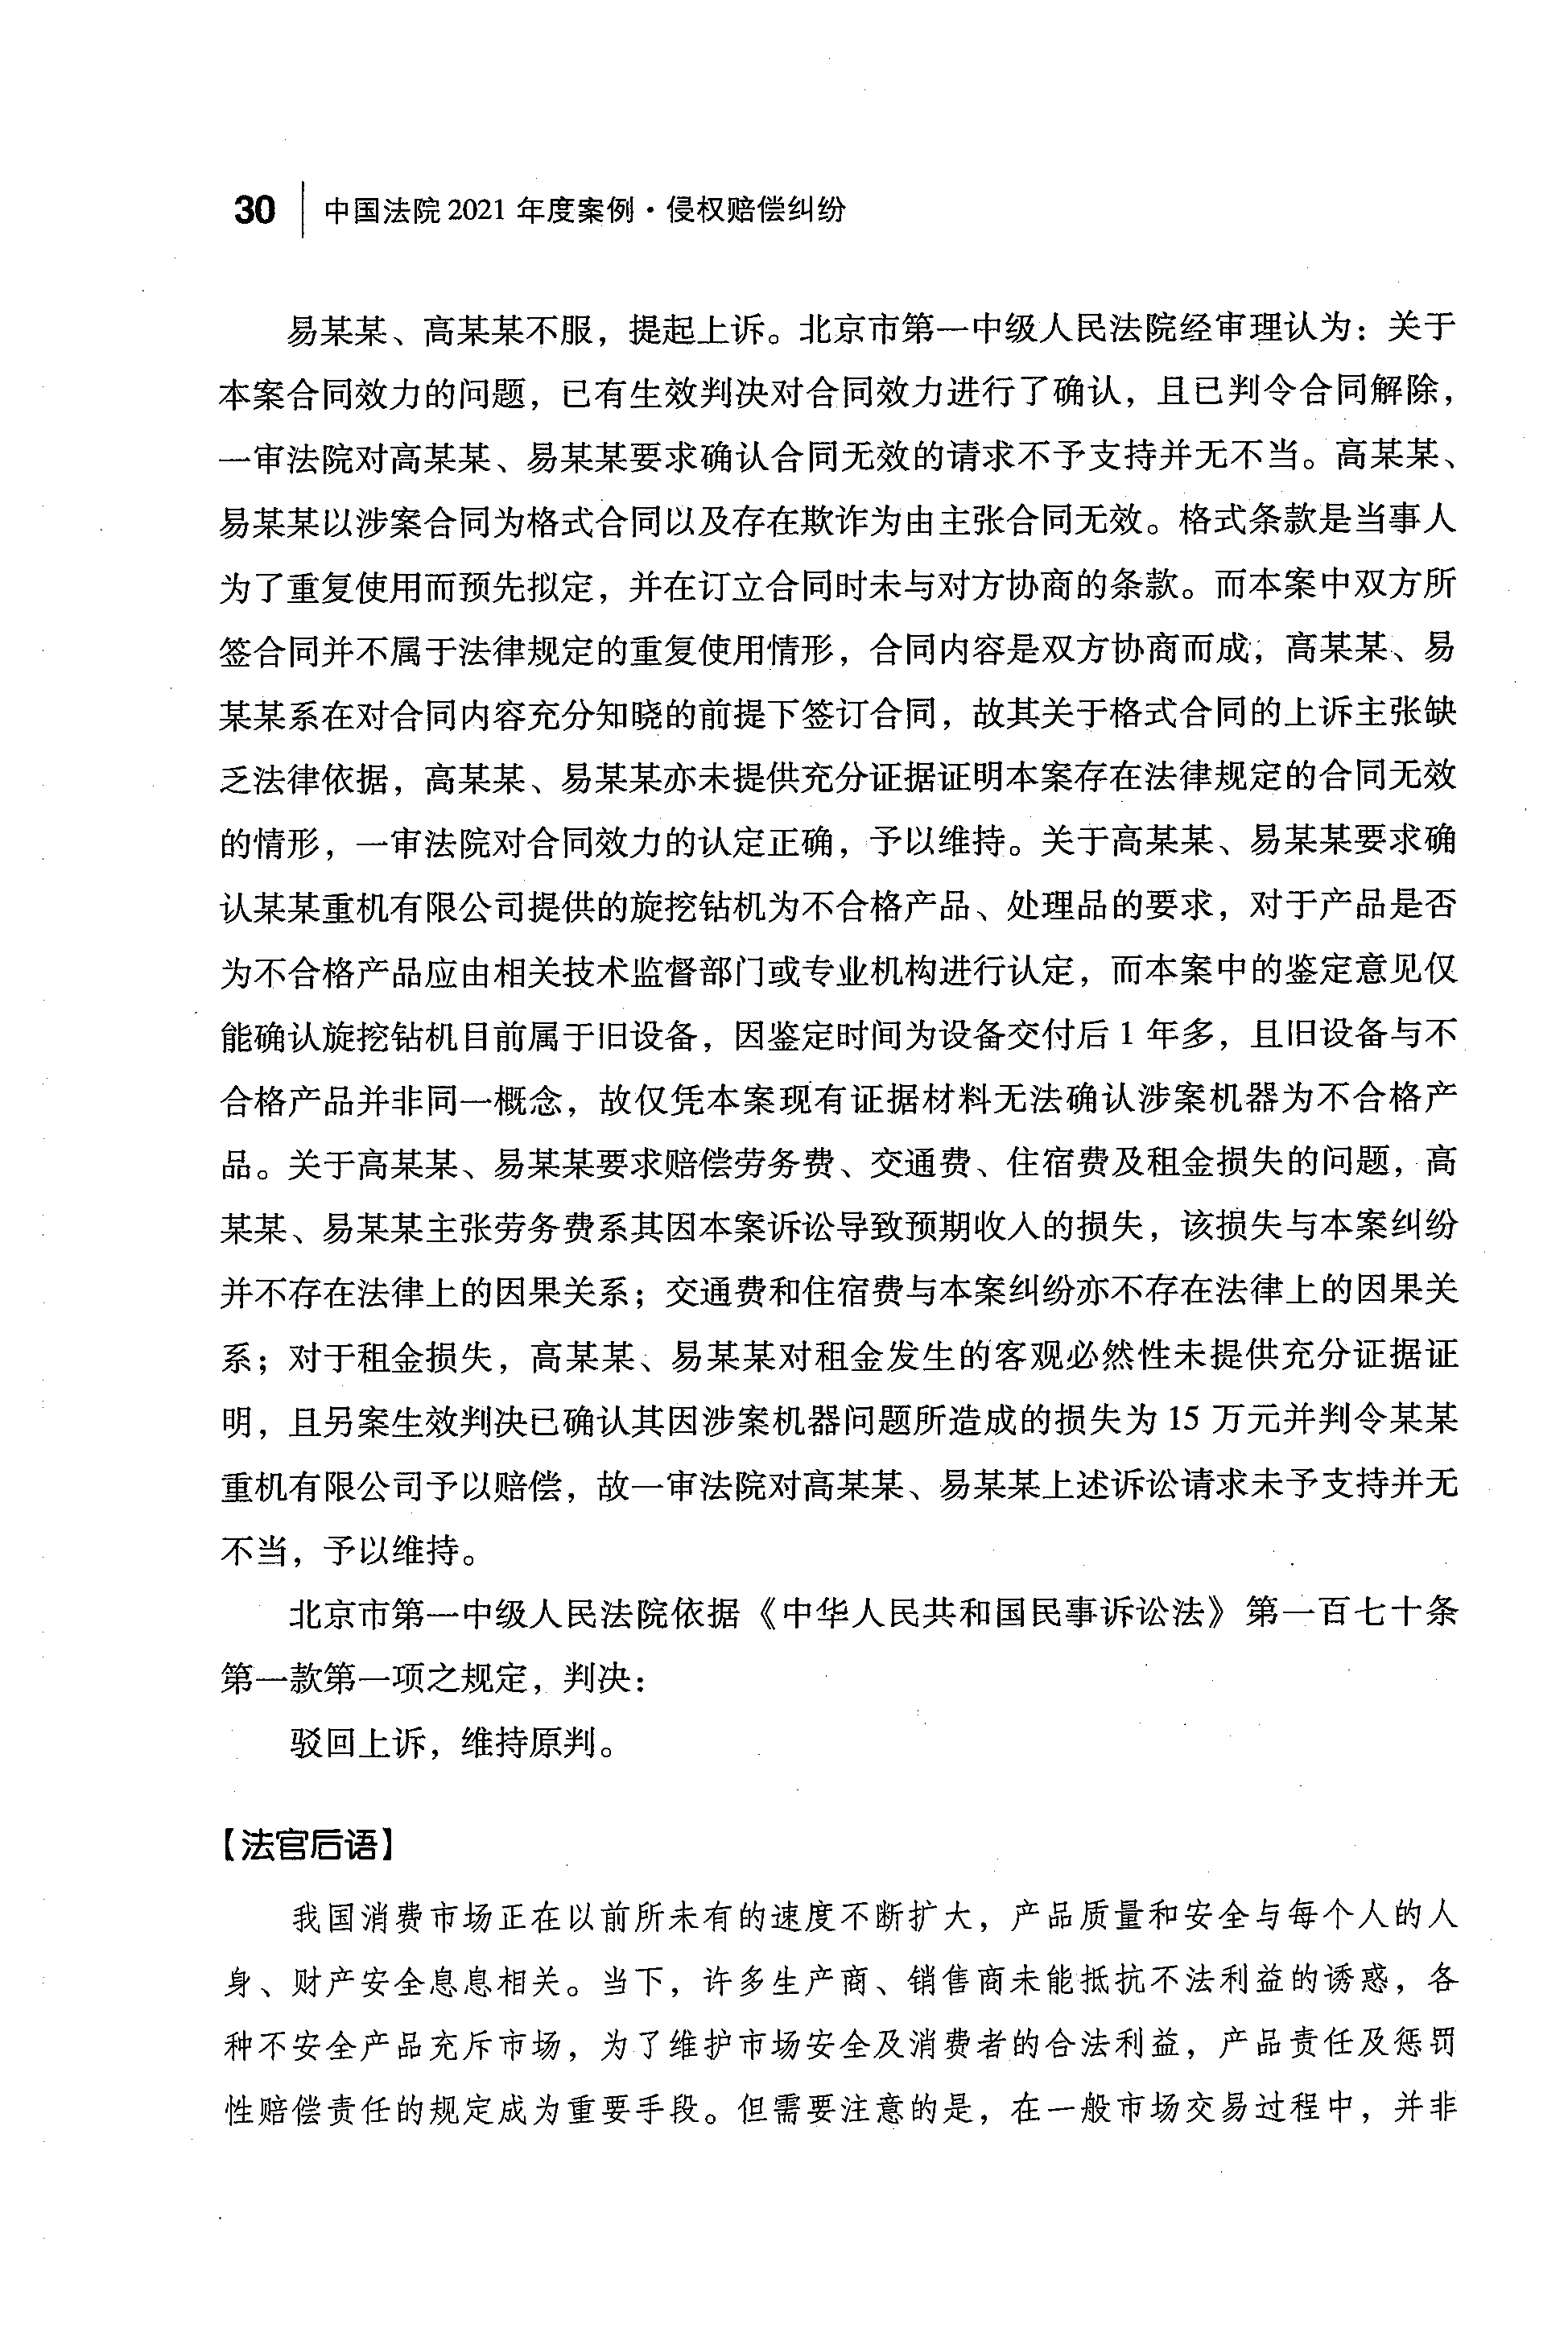 30 中国法院2021年度案例·侵权赔偿纠纷
易某某、高某某不服，提起上诉。北京市第一中级人民法院经审理认为：关于
本案合同效力的问题，已有生效判决对合同效力进行了确认，且已判令合同解除，
一审法院对高某某、易某某要求确认合同无效的请求不予支持并无不当。高某某、
易某某以涉案合同为格式合同以及存在欺诈为由主张合同无效。格式条款是当事人
为了重复使用而预先拟定，并在订立合同时未与对方协商的条款。而本案中双方所
签合同并不属于法律规定的重复使用情形，合同内容是双方协商而成，高某某、易
某某系在对合同内容充分知晓的前提下签订合同，故其关于格式合同的上诉主张缺
乏法律依据，高某某、易某某亦未提供充分证据证明本案存在法律规定的合同无效
的情形，一审法院对合同效力的认定正确，予以维持。关于高某某、易某某要求确
认某某重机有限公司提供的旋挖钻机为不合格产品、处理品的要求，对于产品是否
为不合格产品应由相关技术监督部门或专业机构进行认定，而本案中的鉴定意见仅
能确认旋挖钻机目前属于旧设备，因鉴定时间为设备交付后1年多，且旧设备与不
合格产品并非同一概念，故仅凭本案现有证据材料无法确认涉案机器为不合格产
品。关于高某某、易某某要求赔偿劳务费、交通费、住宿费及租金损失的问题，高
某某、易某某主张劳务费系其因本案诉讼导致预期收入的损失，该损失与本案纠纷
并不存在法律上的因果关系；交通费和住宿费与本案纠纷亦不存在法律上的因果关
系；对于租金损失，高某某、易某某对租金发生的客观必然性未提供充分证据证
明，且另案生效判决已确认其因涉案机器问题所造成的损失为15万元并判令某某
重机有限公司予以赔偿，故一审法院对高某某、易某某上述诉讼请求未予支持并无
不当，予以维持。
北京市第一中级人民法院依据《中华人民共和国民事诉讼法》第一百七十条
第一款第一项之规定，判决：
驳回上诉，维持原判。
【法官后语】
我国消费市场正在以前所未有的速度不断扩大，产品质量和安全与每个人的人
身、财产安全息息相关。当下，许多生产商、销售商未能抵抗不法利益的诱惑，各
种不安全产品充斥市场，为了维护市场安全及消费者的合法利益，产品责任及惩罚
性赔偿责任的规定成为重要手段。但需要注意的是，在一般市场交易过程中，并非